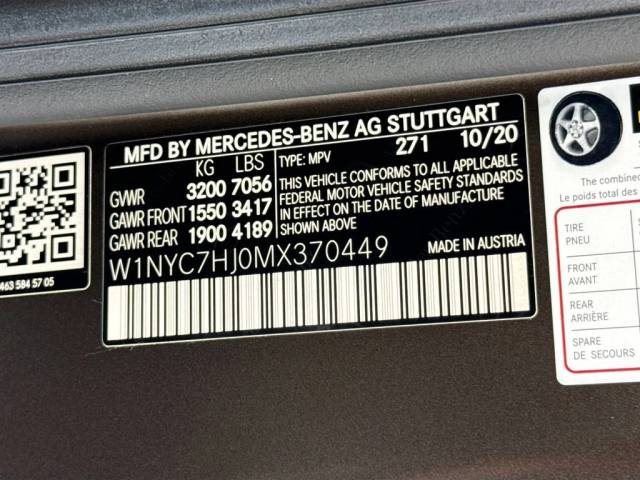 MFD BY MERCEDES-BENZ AG STUTTGART
KG LBS
TYPE: MPV 271 10/20
GVWR 3200 7056
GAWR FRONT 1550 3417
GAWR REAR 1900 4189
THIS VEHICLE CONFORMS TO ALL APPLICABLE
FEDERAL MOTOR VEHICLE SAFETY STANDARDS
IN EFFECT ON THE DATE OF MANUFACTURE
SHOWN ABOVE
W1NYC7HJ0MX370449
MADE IN AUSTRIA
463 584 57 05
The combined
Le poids total des
TIRE
PNEU
FRONT
AVANT
REAR
ARRIÈRE
SPARE
DE SECOURS